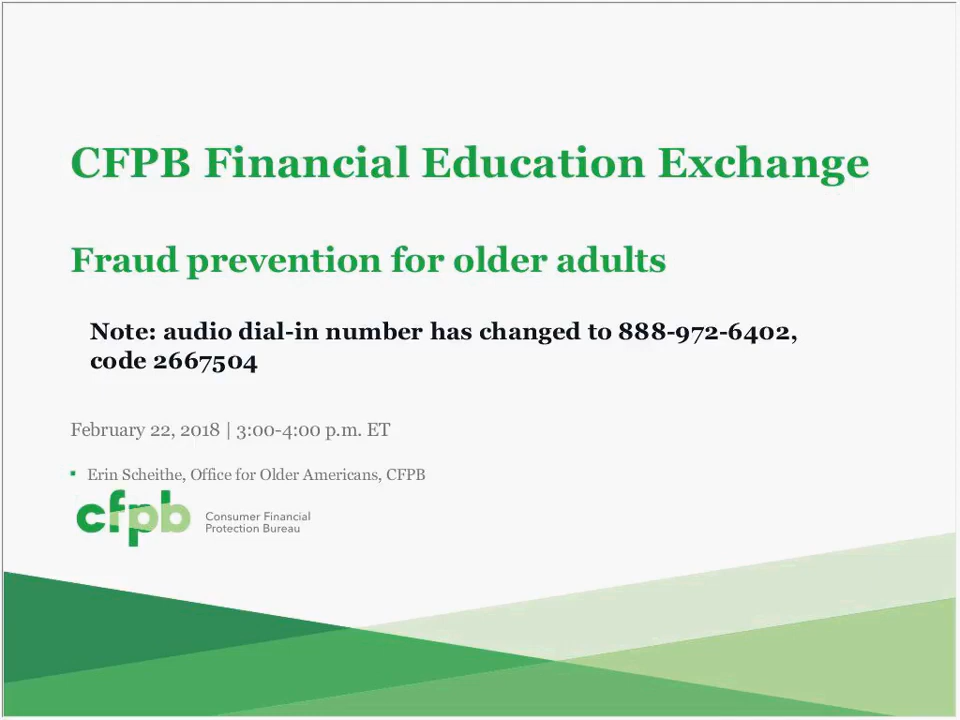 CFPB Financial Education Exchange
Fraud prevention for older adults
Note: audio dial-in number has changed to 888-972-6402,
code 2667504
February 22, 2018 | 3:00-4:00 p.m. ET
▪ Erin Scheithe, Office for Older Americans, CFPB
cfpb
Consumer Financial
Protection Bureau